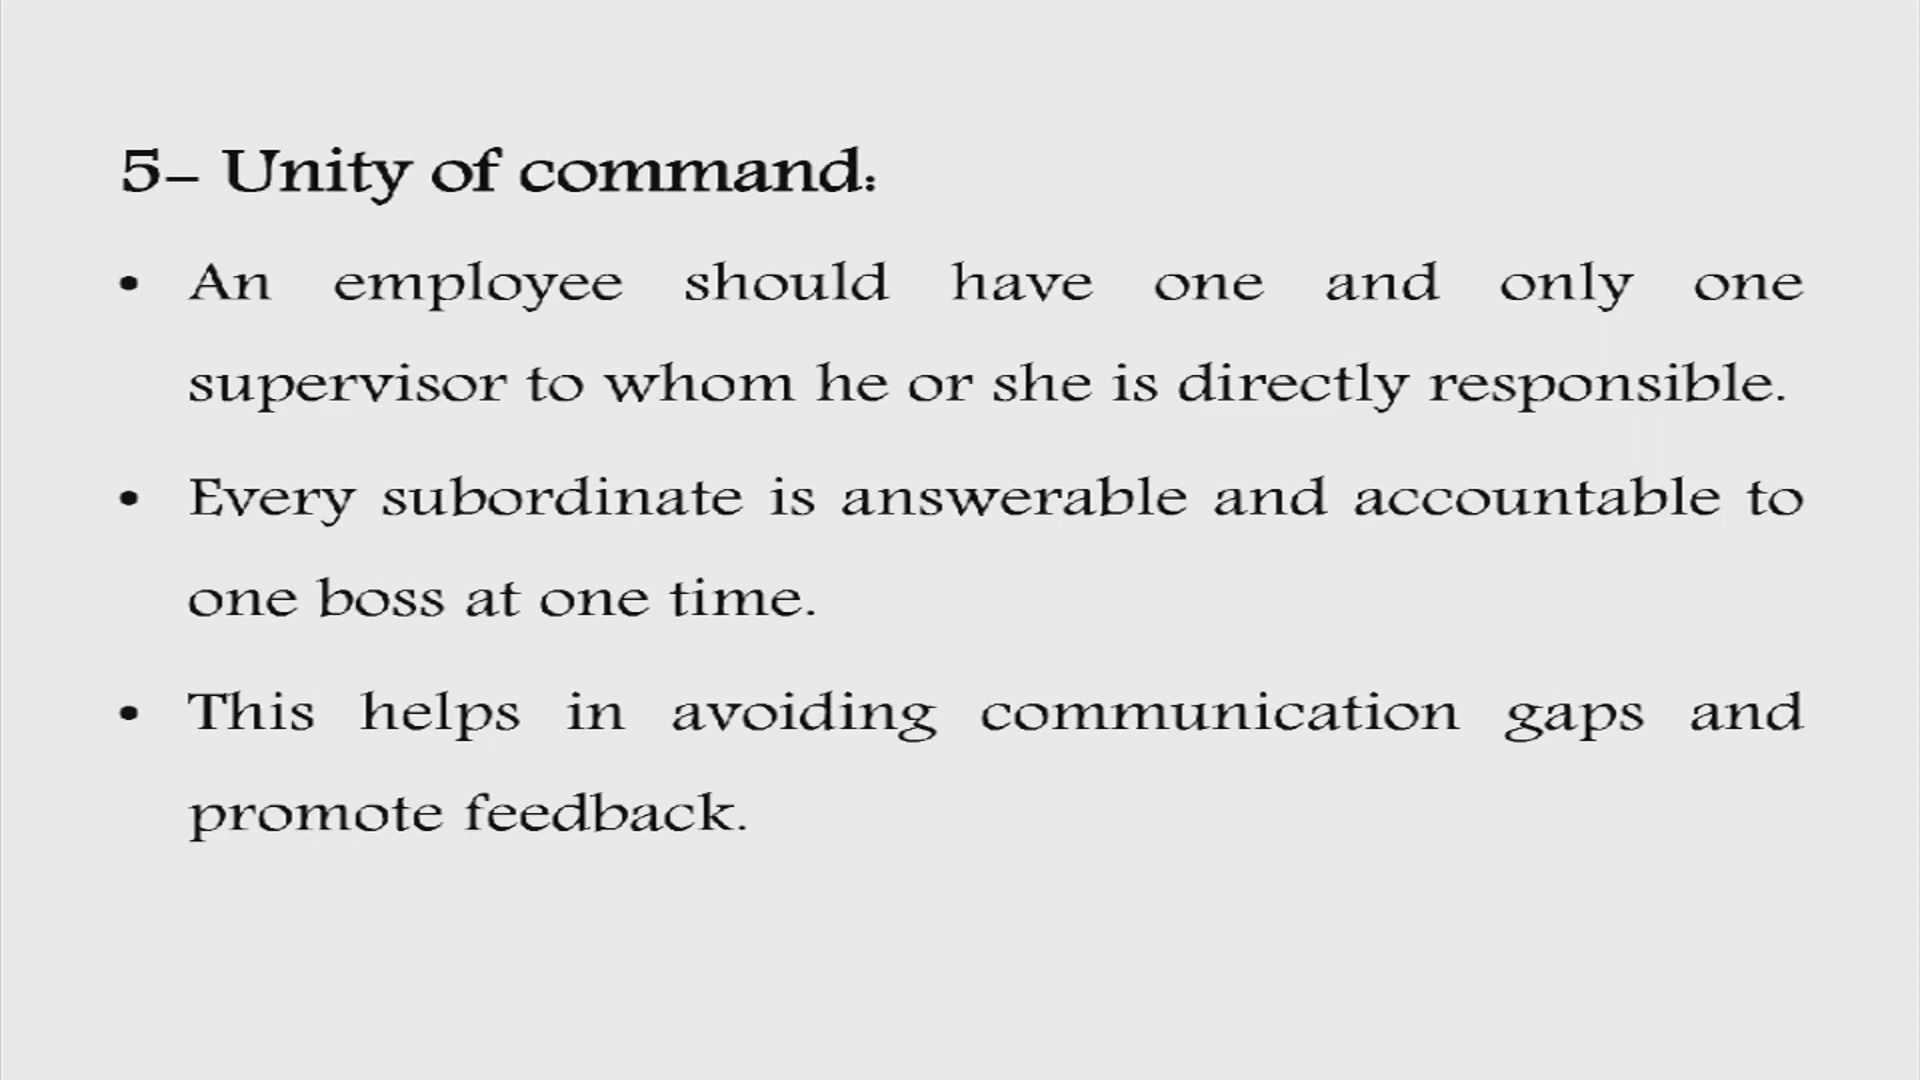 5- Unity of command:
• An employee should have one and only one
supervisor to whom he or she is directly responsible.
• Every subordinate is answerable and accountable to
one boss at one time.
• This helps in avoiding communication gaps and
promote feedback.